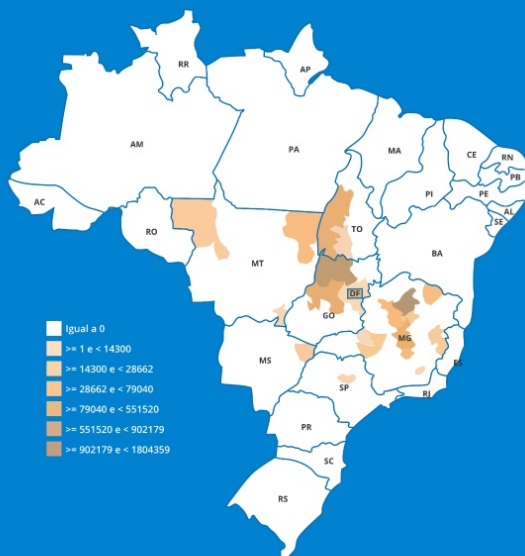 RR
AP
AM
PA
MA
CE
RN
PB
PI
PE
AL
SE
AC
RO
TO
BA
MT
DF
GO
MG
ES
MS
SP
RJ
PR
SC
RS
Igual a 0
>= 1 e < 14300
>= 14300 e < 28662
>= 28662 e < 79040
>= 79040 e < 551520
>= 551520 e < 902179
>= 902179 e < 1804359